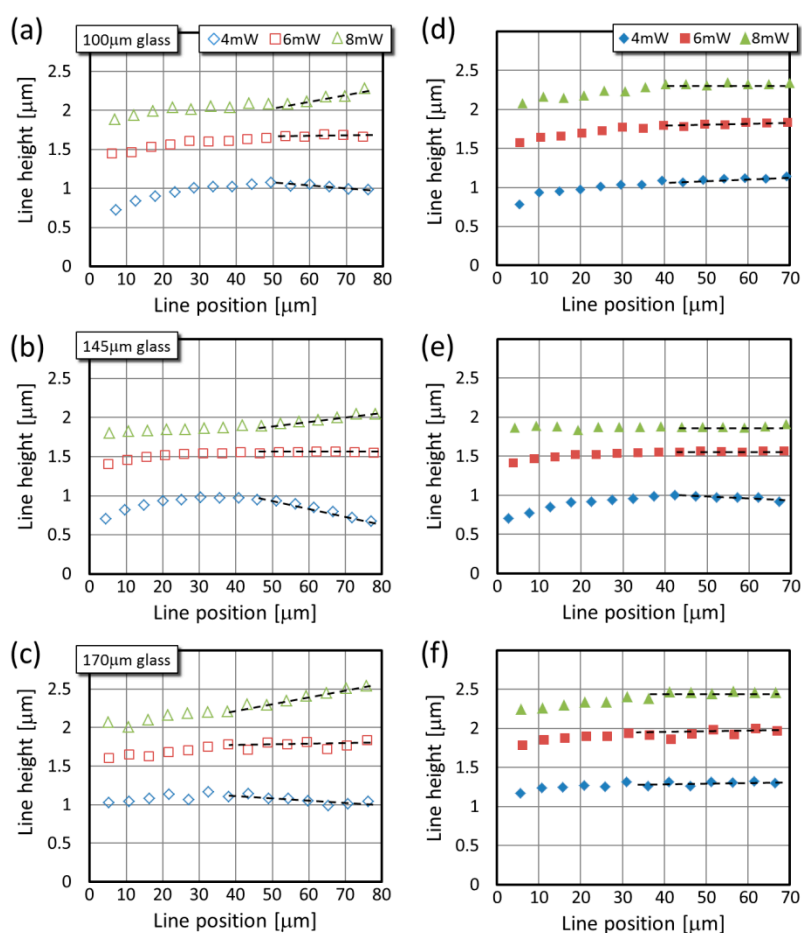 (a)
100μm glass
4mW 6mW 8mW
Line height [μm]
2.5
2
1.5
1
0.5
0
0 10 20 30 40 50 60 70 80
Line position [μm]
(d)
4mW 6mW 8mW
Line height [μm]
2.5
2
1.5
1
0.5
0
0 10 20 30 40 50 60 70
Line position [μm]
(b)
145μm glass
Line height [μm]
2.5
2
1.5
1
0.5
0
0 10 20 30 40 50 60 70 80
Line position [μm]
(e)
Line height [μm]
2.5
2
1.5
1
0.5
0
0 10 20 30 40 50 60 70
Line position [μm]
(c)
170μm glass
Line height [μm]
2.5
2
1.5
1
0.5
0
0 10 20 30 40 50 60 70 80
Line position [μm]
(f)
Line height [μm]
2.5
2
1.5
1
0.5
0
0 10 20 30 40 50 60 70
Line position [μm]